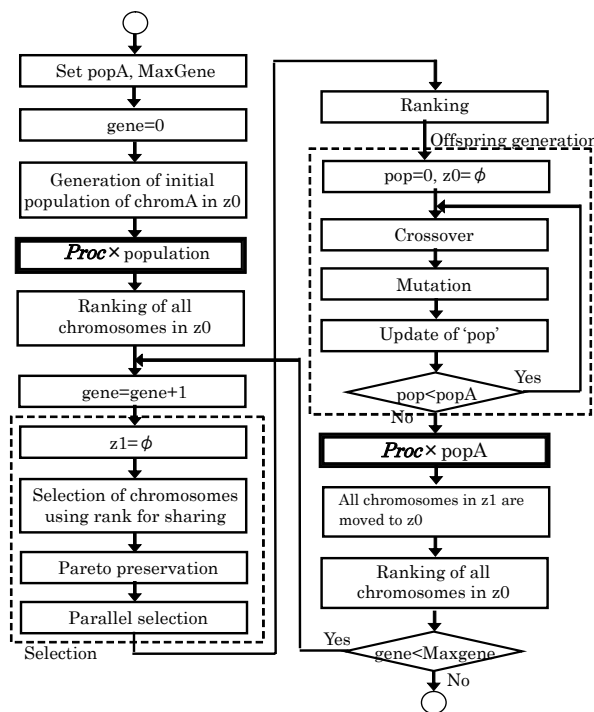 Set popA, MaxGene
gene=0
Generation of initial
population of chromA in z0
Proc × population
Ranking of all
chromosomes in z0
gene=gene+1
z1=ϕ
Selection of chromosomes
using rank for sharing
Pareto preservation
Parallel selection
Selection
Ranking
Offspring generation
pop=0, z0=ϕ
Crossover
Mutation
Update of ‘pop’
pop<popA
Yes
No
Proc × popA
All chromosomes in z1 are
moved to z0
Ranking of all
chromosomes in z0
Yes
gene<Maxgene
No